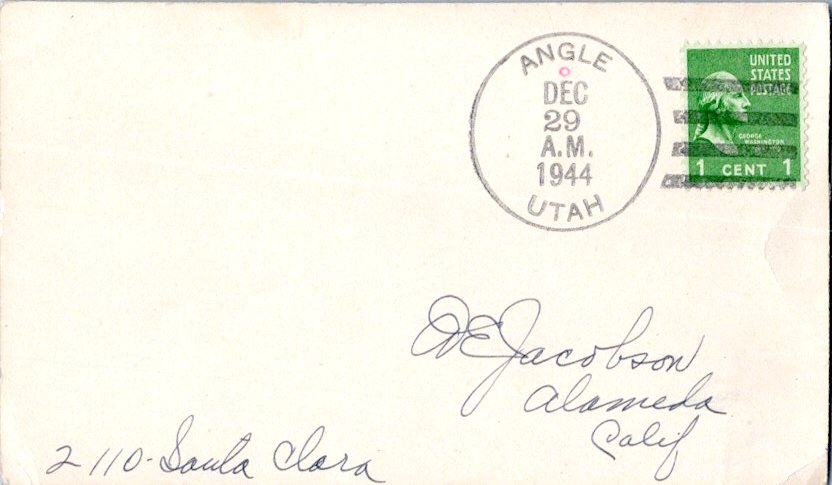 ANGLE
DEC
29
A.M.
1944
UTAH
UNITED
STATES
POSTAGE
GEORGE
WASHINGTON
1 CENT 1
WE Jacobson
Alameda
Calif
2110 - Santa Clara